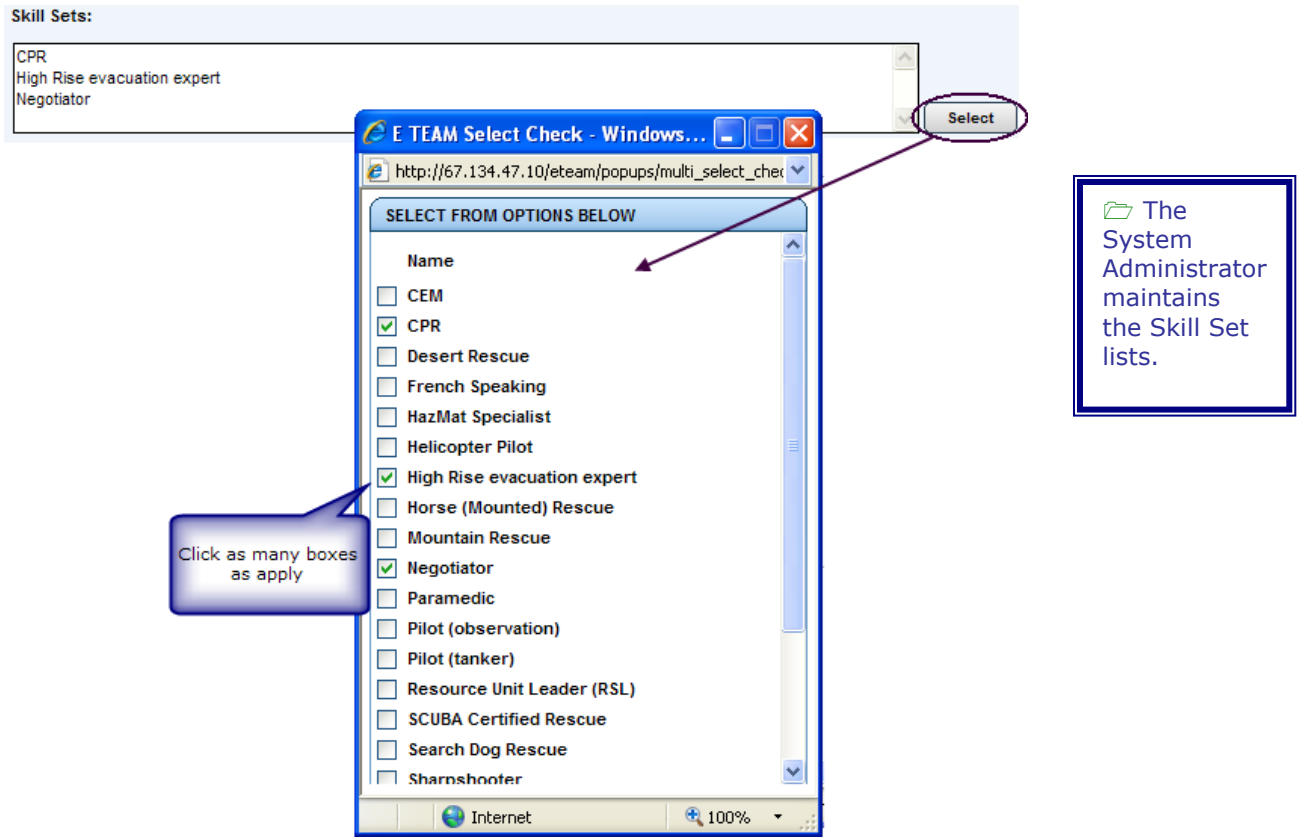 Skill Sets:
CPR
High Rise evacuation expert
Negotiator
Select
E TEAM Select Check - Windows...
http://67.134.47.10/eteam/popups/multi_select_chec
SELECT FROM OPTIONS BELOW
Name
CEM
CPR
Desert Rescue
French Speaking
HazMat Specialist
Helicopter Pilot
High Rise evacuation expert
Horse (Mounted) Rescue
Mountain Rescue
Negotiator
Paramedic
Pilot (observation)
Pilot (tanker)
Resource Unit Leader (RSL)
SCUBA Certified Rescue
Search Dog Rescue
Sharpshooter
Internet
100%
Click as many boxes
as apply
The
System
Administrator
maintains
the Skill Set
lists.